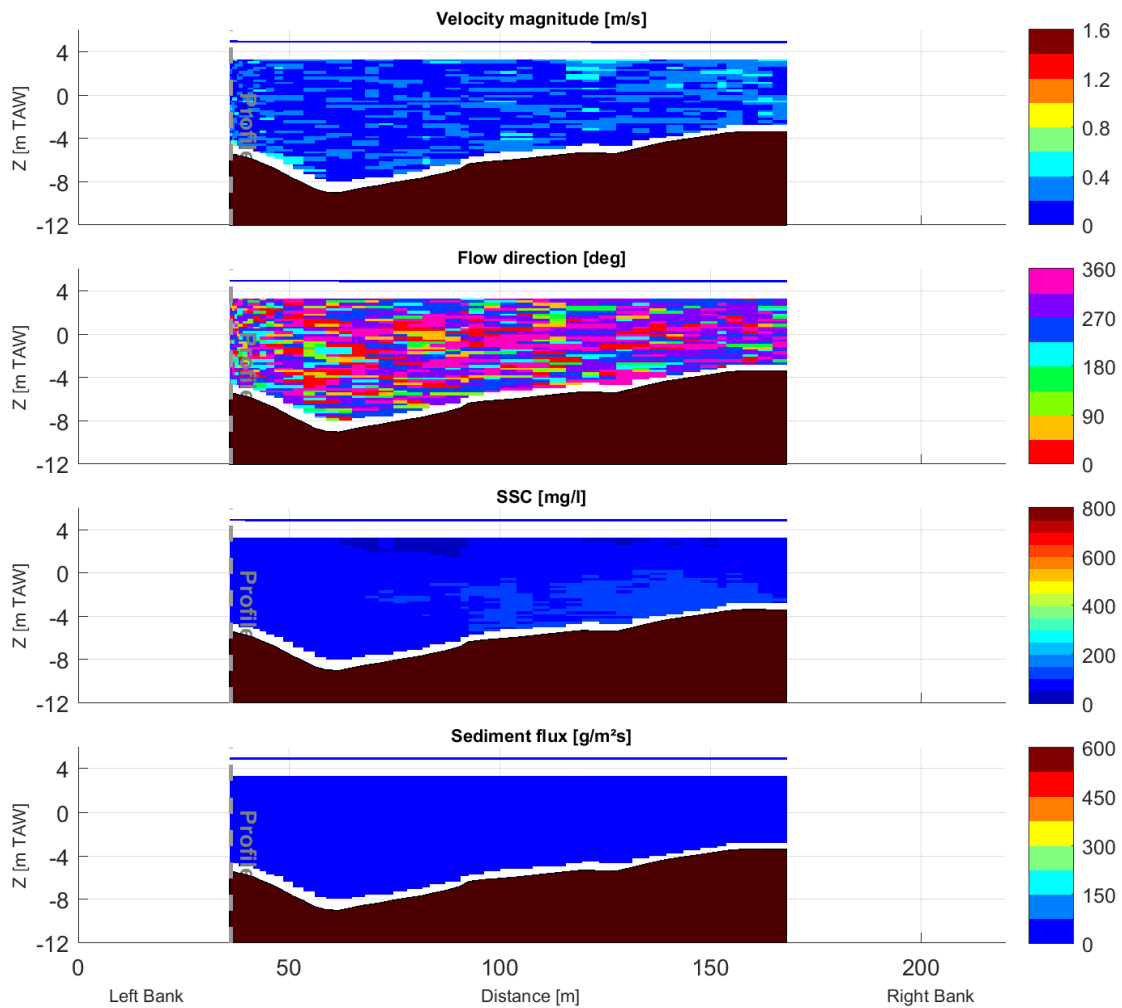 Velocity magnitude [m/s]
4
0
-4
-8
-12
Z [m TAW]
Profile
1.6
1.2
0.8
0.4
0
Flow direction [deg]
4
0
-4
-8
-12
Z [m TAW]
Profile
360
270
180
90
0
SSC [mg/l]
4
0
-4
-8
-12
Z [m TAW]
Profile
800
600
400
200
0
Sediment flux [g/m²s]
4
0
-4
-8
-12
Z [m TAW]
Profile
600
450
300
150
0
0 50 100 150 200
Left Bank Distance [m] Right Bank